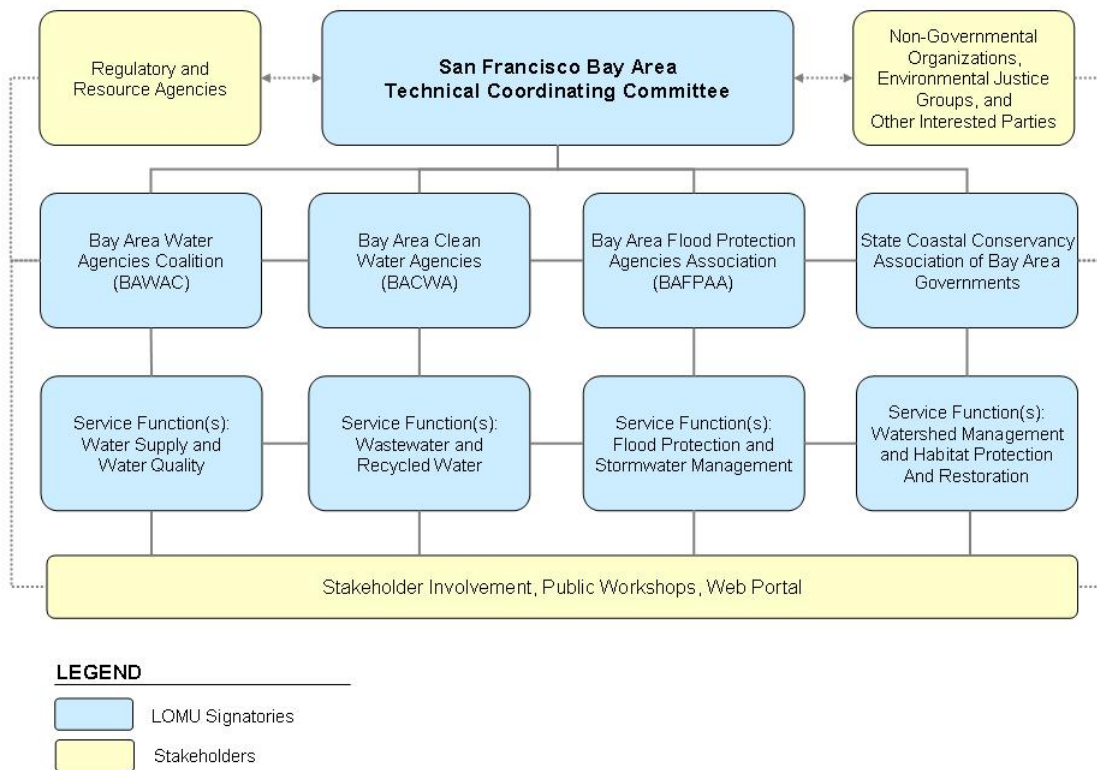 Regulatory and
Resource Agencies
San Francisco Bay Area
Technical Coordinating Committee
Non-Governmental
Organizations,
Environmental Justice
Groups, and
Other Interested Parties
Bay Area Water
Agencies Coalition
(BAWAC)
Bay Area Clean
Water Agencies
(BACWA)
Bay Area Flood Protection
Agencies Association
(BAFPAA)
State Coastal Conservancy
Association of Bay Area
Governments
Service Function(s):
Water Supply and
Water Quality
Service Function(s):
Wastewater and
Recycled Water
Service Function(s):
Flood Protection and
Stormwater Management
Service Function(s):
Watershed Management
and Habitat Protection
And Restoration
Stakeholder Involvement, Public Workshops, Web Portal
LEGEND
LOMU Signatories
Stakeholders